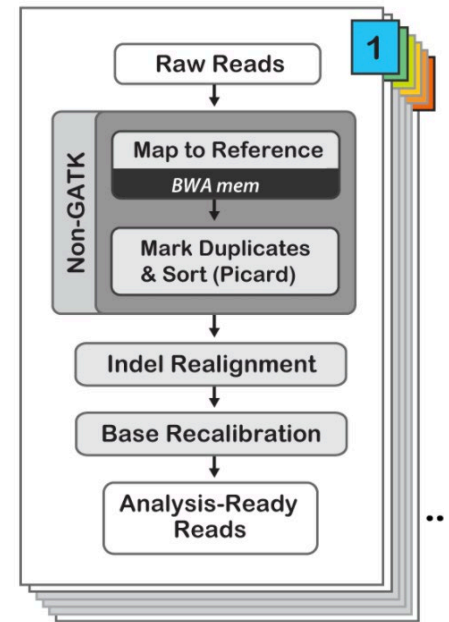 1
Raw Reads
Non-GATK
Map to Reference
BWA mem
Mark Duplicates
& Sort (Picard)
Indel Realignment
Base Recalibration
Analysis-Ready
Reads
..